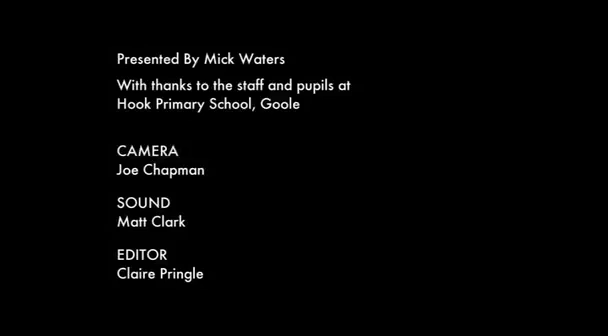 Presented By Mick Waters
With thanks to the staff and pupils at
Hook Primary School, Goole
CAMERA
Joe Chapman
SOUND
Matt Clark
EDITOR
Claire Pringle